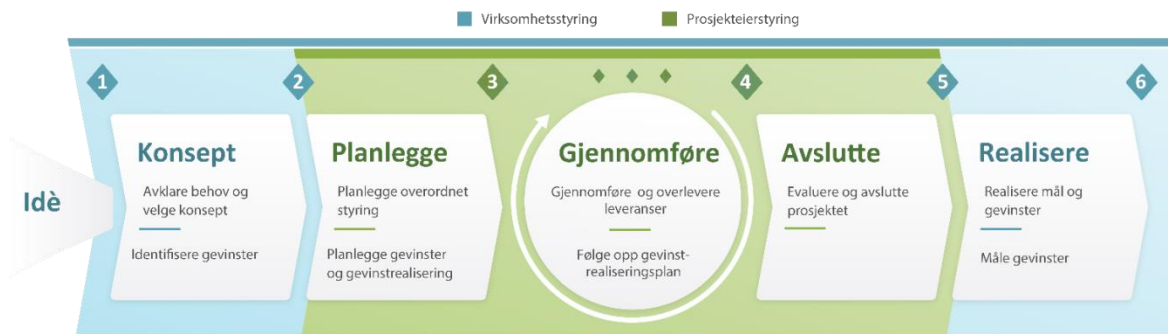 Virksomhetsstyring
Prosjekteierstyring
1
2
3
4
5
6
Idè
Konsept
Avklare behov og
velge konsept
Identifisere gevinster
Planlegge
Planlegge overordnet
styring
Planlegge gevinster
og gevinstrealisering
Gjennomføre
Gjennomføre og overlevere
leveranser
Følge opp gevinst-
realiseringsplan
Avslutte
Evaluere og avslutte
prosjektet
Realisere
Realisere mål og
gevinster
Måle gevinster